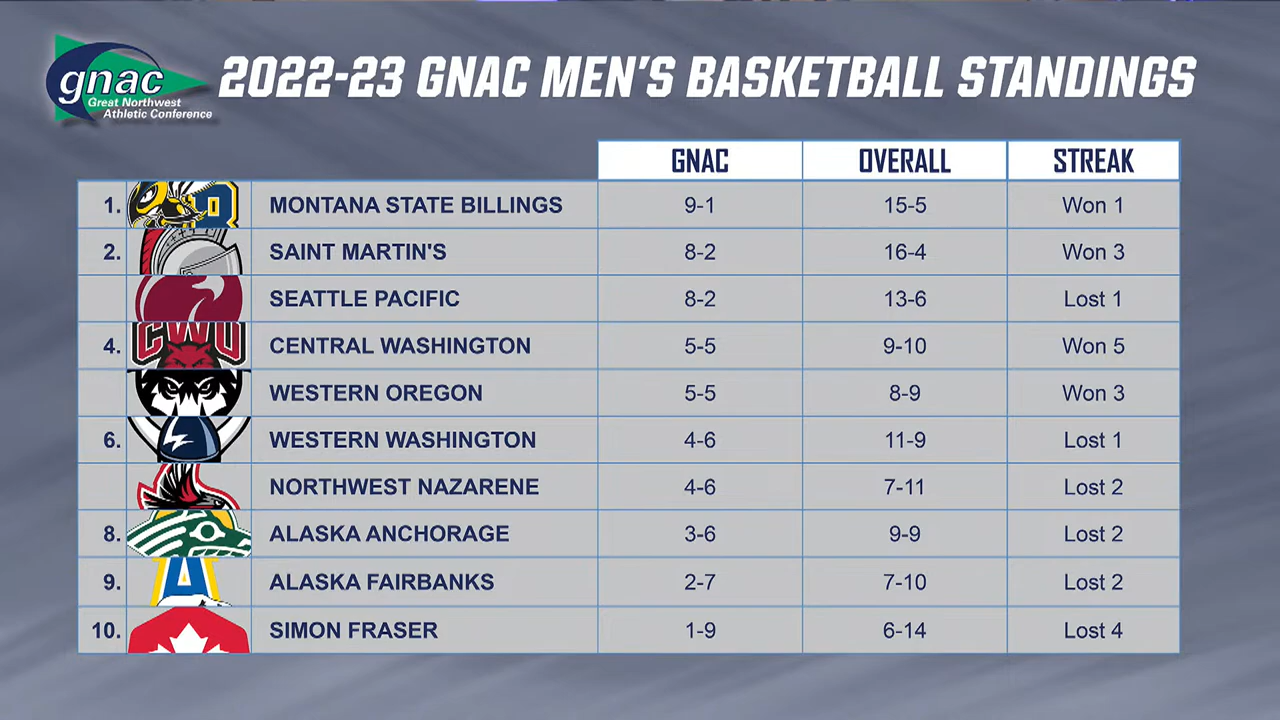 gnac
Great Northwest
Athletic Conference
2022-23 GNAC MEN'S BASKETBALL STANDINGS
GNAC OVERALL STREAK
1. MONTANA STATE BILLINGS 9-1 15-5 Won 1
2. SAINT MARTIN'S 8-2 16-4 Won 3
SEATTLE PACIFIC 8-2 13-6 Lost 1
4. CWU CENTRAL WASHINGTON 5-5 9-10 Won 5
WESTERN OREGON 5-5 8-9 Won 3
6. WESTERN WASHINGTON 4-6 11-9 Lost 1
NORTHWEST NAZARENE 4-6 7-11 Lost 2
8. ALASKA ANCHORAGE 3-6 9-9 Lost 2
9. ALASKA FAIRBANKS 2-7 7-10 Lost 2
10. SIMON FRASER 1-9 6-14 Lost 4